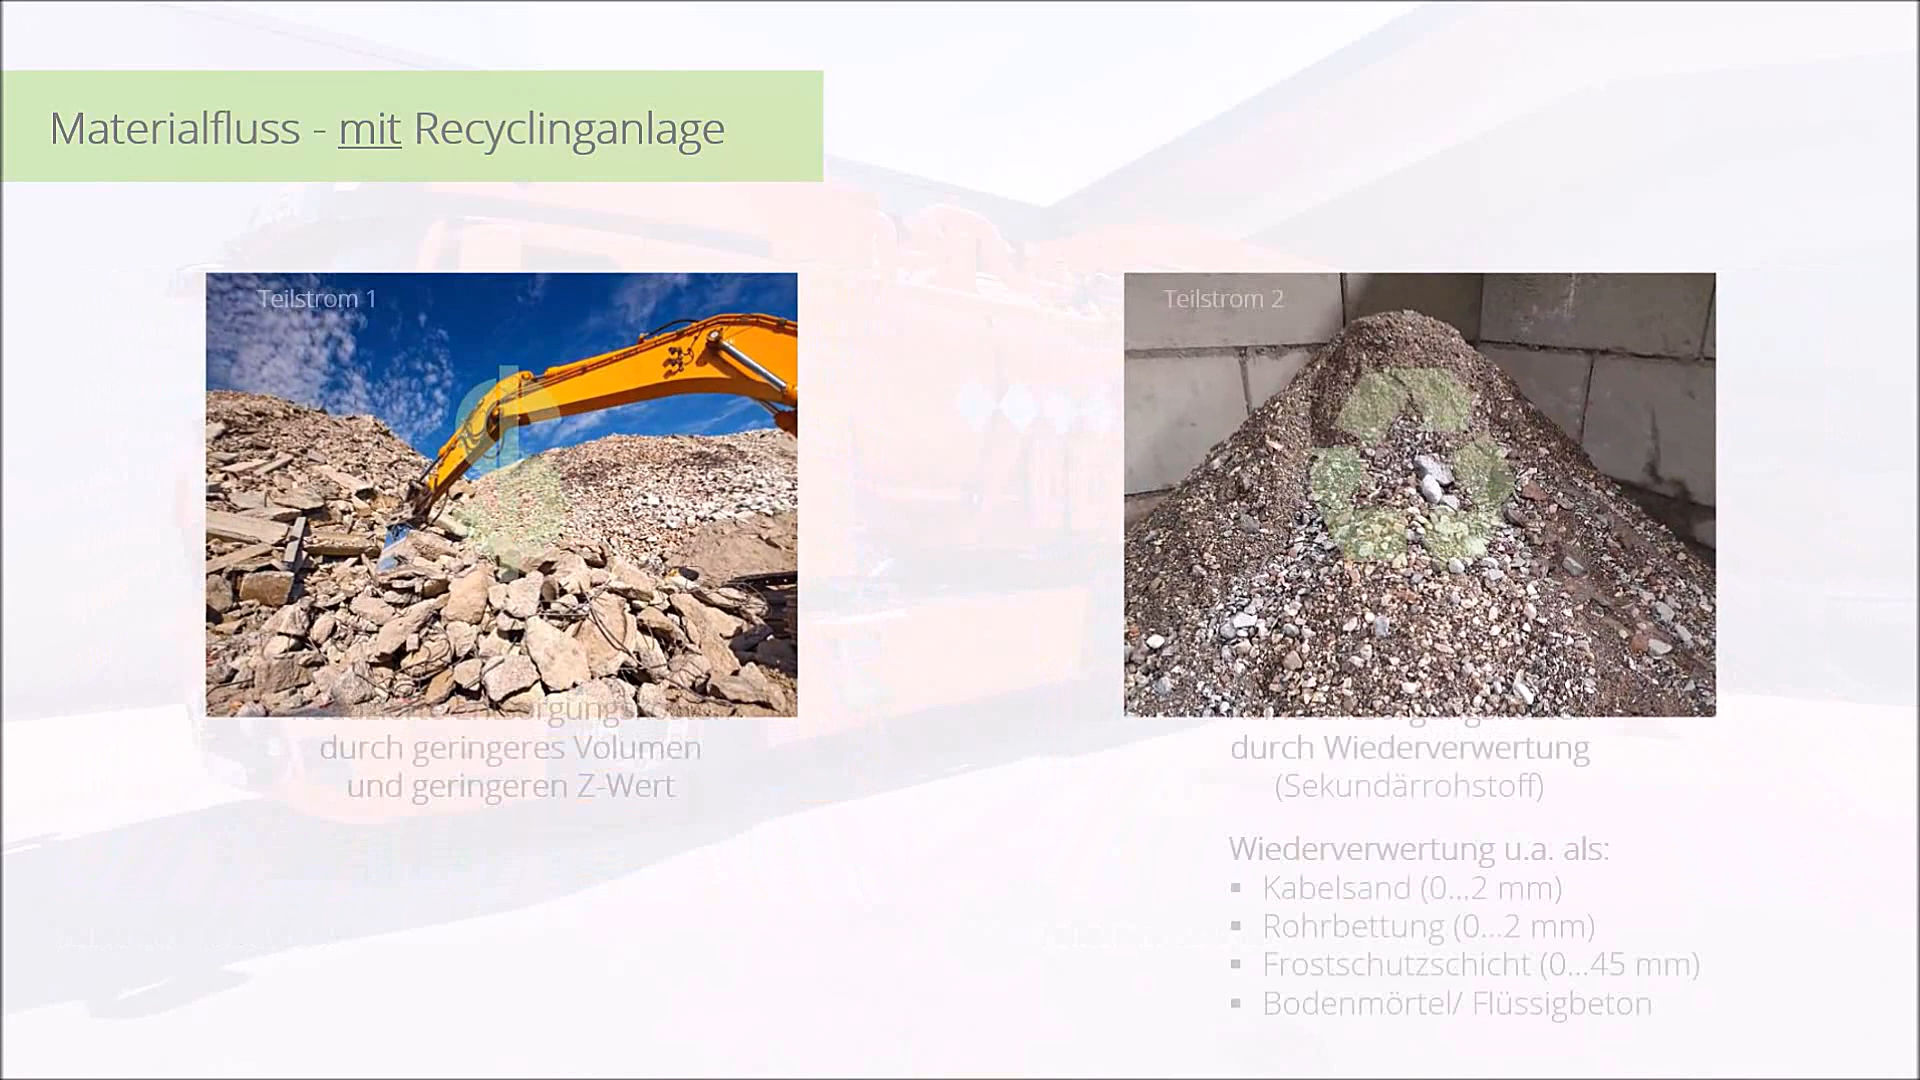 Materialfluss - mit Recyclinganlage
Teilstrom 1
durch geringeres Volumen
und geringeren Z-Wert
Teilstrom 2
durch Wiederverwertung
(Sekundärrohstoff)
Wiederverwertung u.a. als:
▪ Kabelsand (0...2 mm)
▪ Rohrbettung (0...2 mm)
▪ Frostschutzschicht (0...45 mm)
▪ Bodenmörtel/ Flüssigbeton